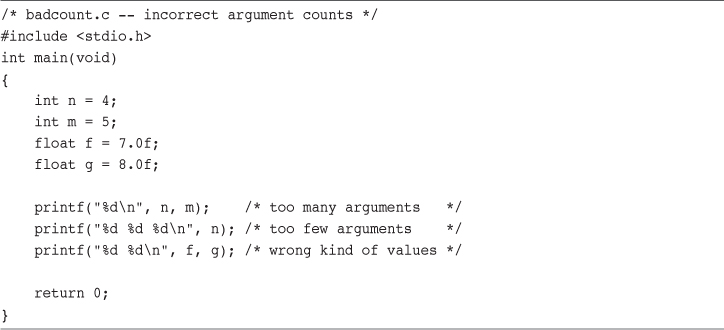 /* badcount.c -- incorrect argument counts */
#include <stdio.h>
int main(void)
{
    int n = 4;
    int m = 5;
    float f = 7.0f;
    float g = 8.0f;

    printf("%d\n", n, m);    /* too many arguments   */
    printf("%d %d %d\n", n); /* too few arguments    */
    printf("%d %d\n", f, g); /* wrong kind of values */

    return 0;
}